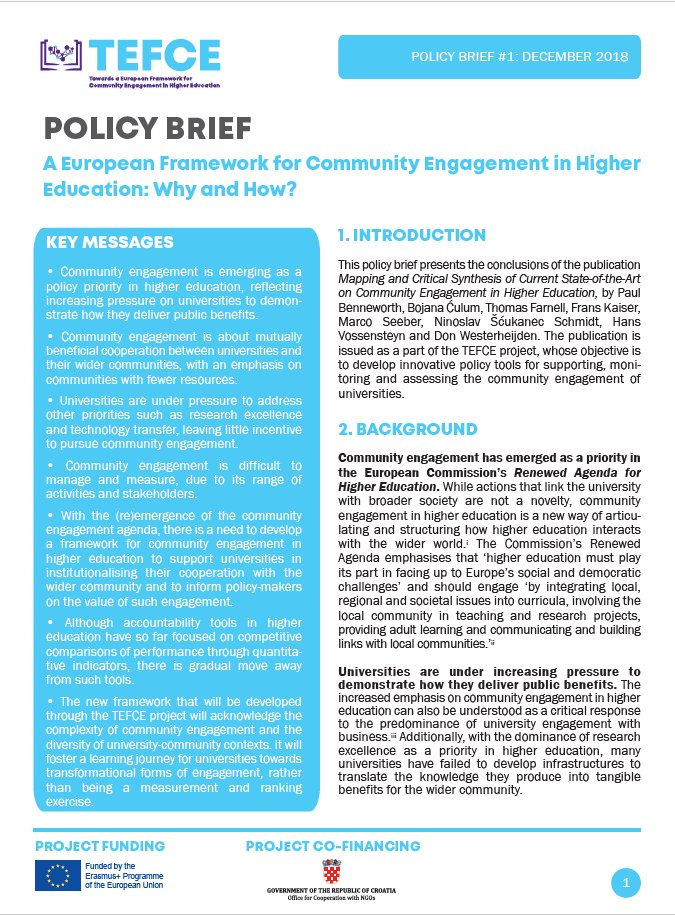 TEFCE
Towards a European Framework for
Community Engagement in Higher Education
POLICY BRIEF #1: DECEMBER 2018
POLICY BRIEF
A European Framework for Community Engagement in Higher
Education: Why and How?
KEY MESSAGES
• Community engagement is emerging as a
policy priority in higher education, reflecting
increasing pressure on universities to demon-
strate how they deliver public benefits.
• Community engagement is about mutually
beneficial cooperation between universities and
their wider communities, with an emphasis on
communities with fewer resources.
• Universities are under pressure to address
other priorities such as research excellence
and technology transfer, leaving little incentive
to pursue community engagement.
• Community engagement is difficult to
manage and measure, due to its range of
activities and stakeholders.
• With the (re)emergence of the community
engagement agenda, there is a need to develop
a framework for community engagement in
higher education to support universities in
institutionalising their cooperation with the
wider community and to inform policy-makers
on the value of such engagement.
• Although accountability tools in higher
education have so far focused on competitive
comparisons of performance through quantita-
tive indicators, there is gradual move away
from such tools.
• The new framework that will be developed
through the TEFCE project will acknowledge the
complexity of community engagement and the
diversity of university-community contexts. It will
foster a learning journey for universities towards
transformational forms of engagement, rather
than being a measurement and ranking
exercise.
1. INTRODUCTION
This policy brief presents the conclusions of the publication
Mapping and Critical Synthesis of Current State-of-the-Art
on Community Engagement in Higher Education, by Paul
Benneworth, Bojana Ćulum, Thomas Farnell, Frans Kaiser,
Marco Seeber, Ninoslav Šćukanec Schmidt, Hans
Vossensteyn and Don Westerheijden. The publication is
issued as a part of the TEFCE project, whose objective is
to develop innovative policy tools for supporting, moni-
toring and assessing the community engagement of
universities.
2. BACKGROUND
Community engagement has emerged as a priority in
the European Commission's Renewed Agenda for
Higher Education. While actions that link the university
with broader society are not a novelty, community
engagement in higher education is a new way of articu-
lating and structuring how higher education interacts
with the wider world.ⁱ The Commission's Renewed
Agenda emphasises that 'higher education must play
its part in facing up to Europe's social and democratic
challenges' and should engage 'by integrating local,
regional and societal issues into curricula, involving the
local community in teaching and research projects,
providing adult learning and communicating and building
links with local communities.'ⁱⁱ
Universities are under increasing pressure to
demonstrate how they deliver public benefits. The
increased emphasis on community engagement in higher
education can also be understood as a critical response
to the predominance of university engagement with
business.ⁱⁱⁱ Additionally, with the dominance of research
excellence as a priority in higher education, many
universities have failed to develop infrastructures to
translate the knowledge they produce into tangible
benefits for the wider community.
PROJECT FUNDING
Funded by the
Erasmus+ Programme
of the European Union
PROJECT CO-FINANCING
GOVERNMENT OF THE REPUBLIC OF CROATIA
Office for Cooperation with NGOs
1